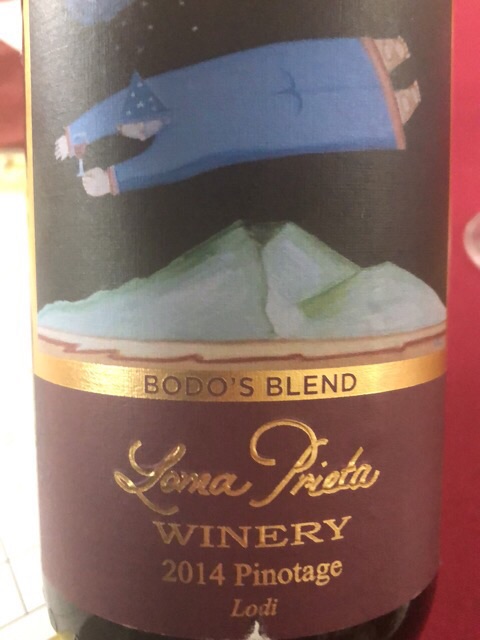 BODO'S BLEND
Loma Prieta
WINERY
2014 Pinotage
Lodi